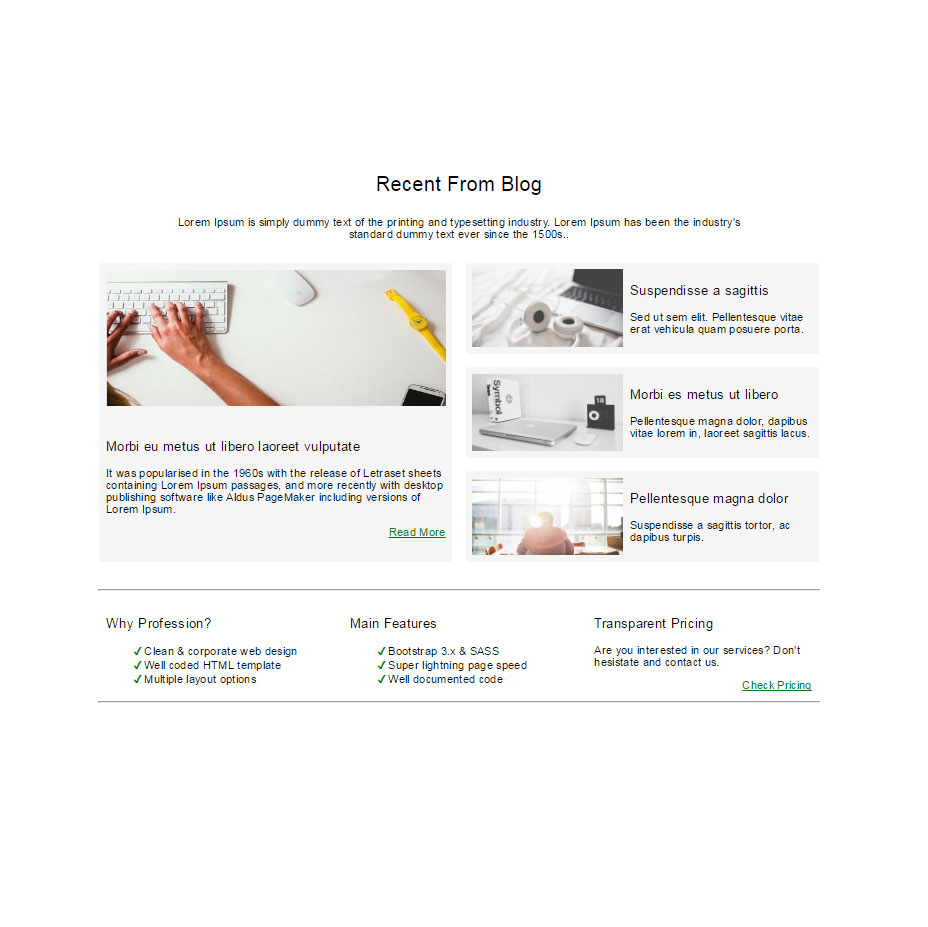 Recent From Blog
Lorem Ipsum is simply dummy text of the printing and typesetting industry. Lorem Ipsum has been the industry's
standard dummy text ever since the 1500s..
Morbi eu metus ut libero laoreet vulputate
It was popularised in the 1960s with the release of Letraset sheets
containing Lorem Ipsum passages, and more recently with desktop
publishing software like Aldus PageMaker including versions of
Lorem Ipsum.
Read More
Suspendisse a sagittis
Sed ut sem elit. Pellentesque vitae
erat vehicula quam posuere porta.
Symbol
18
Morbi es metus ut libero
Pellentesque magna dolor, dapibus
vitae lorem in, laoreet sagittis lacus.
Pellentesque magna dolor
Suspendisse a sagittis tortor, ac
dapibus turpis.
Why Profession?
✓Clean & corporate web design
✓Well coded HTML template
✓Multiple layout options
Main Features
✓Bootstrap 3.x & SASS
✓Super lightning page speed
✓Well documented code
Transparent Pricing
Are you interested in our services? Don't
hesistate and contact us.
Check Pricing